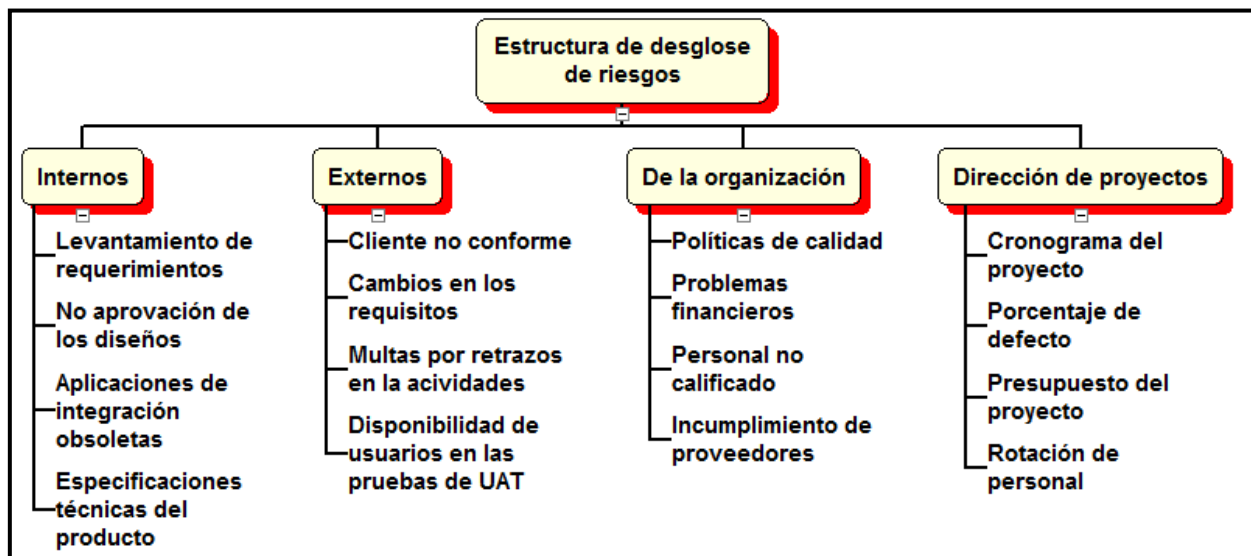 Estructura de desglose
de riesgos
Internos
Levantamiento de
requerimientos
No aprovación de
los diseños
Aplicaciones de
integración
obsoletas
Especificaciones
técnicas del
producto
Externos
Cliente no conforme
Cambios en los
requisitos
Multas por retrazos
en la acividades
Disponibilidad de
usuarios en las
pruebas de UAT
De la organización
Políticas de calidad
Problemas
financieros
Personal no
calificado
Incumplimiento de
proveedores
Dirección de proyectos
Cronograma del
proyecto
Porcentaje de
defecto
Presupuesto del
proyecto
Rotación de
personal